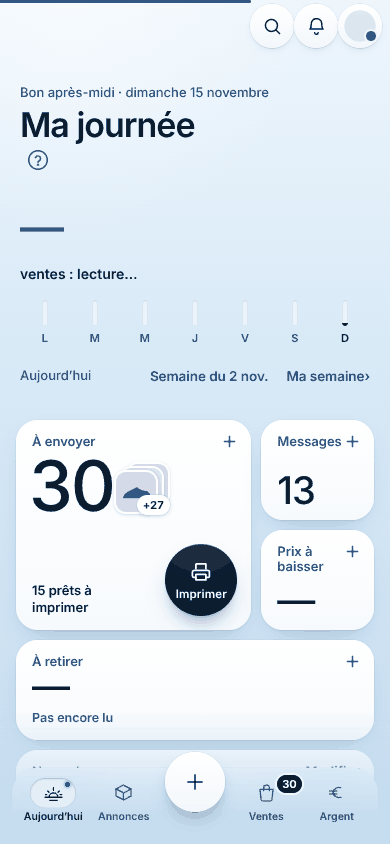 Bon après-midi · dimanche 15 novembre
Ma journée
?
ventes : lecture...
L M M J V S D
Aujourd'hui Semaine du 2 nov. Ma semaine›
À envoyer
30
+27
15 prêts à
imprimer
Imprimer
Messages
13
Prix à
baisser
À retirer
Pas encore lu
30
Aujourd'hui Annonces Ventes Argent